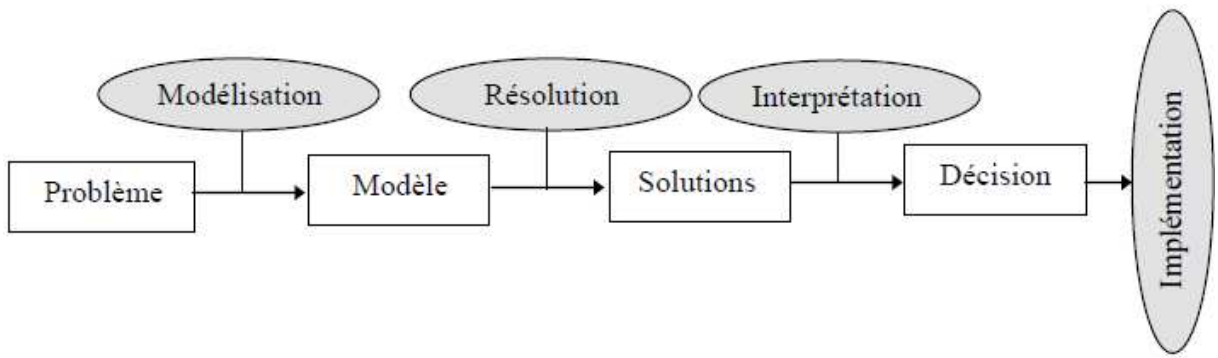 Modélisation
Résolution
Interprétation
Problème
Modèle
Solutions
Décision
Implémentation